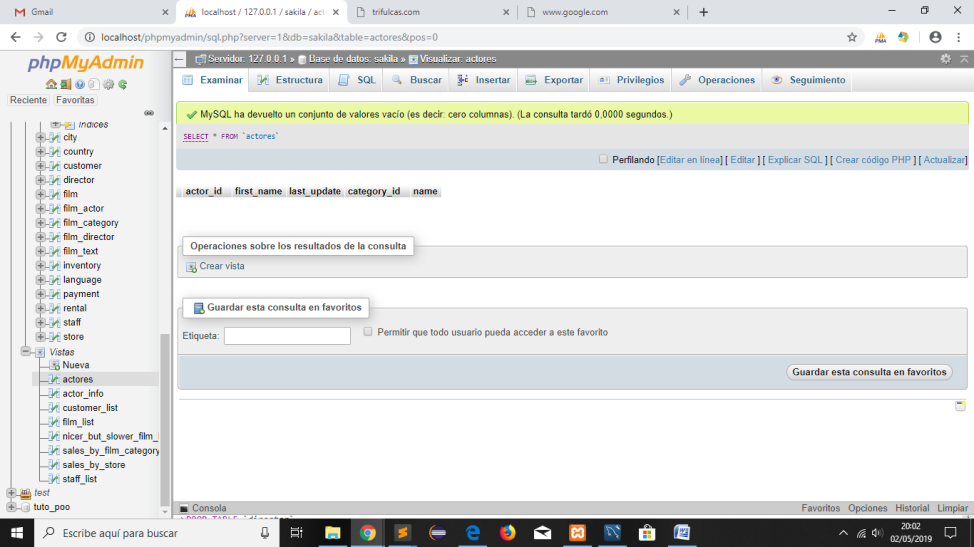 Gmail
localhost / 127.0.0.1 / sakila / act
trifulcas.com
www.google.com
localhost/phpmyadmin/sql.php?server=1&db=sakila&table=actores&pos=0
phpMyAdmin
Reciente Favoritas
Índices
city
country
customer
director
film
film_actor
film_category
film_director
film_text
inventory
language
payment
rental
staff
store
Vistas
Nueva
actores
actor_info
customer_list
film_list
nicer_but_slower_film_
sales_by_film_category
sales_by_store
staff_list
test
tuto_poo
Servidor: 127.0.0.1 » Base de datos: sakila » Visualizar: actores
Examinar Estructura SQL Buscar Insertar Exportar Privilegios Operaciones Seguimiento
MySQL ha devuelto un conjunto de valores vacío (es decir: cero columnas). (La consulta tardó 0,0000 segundos.)
SELECT * FROM `actores`
Perfilando [Editar en línea] [ Editar ] [ Explicar SQL ] [ Crear código PHP ] [ Actualizar]
actor_id first_name last_update category_id name
Operaciones sobre los resultados de la consulta
Crear vista
Guardar esta consulta en favoritos
Etiqueta: Permitir que todo usuario pueda acceder a este favorito
Guardar esta consulta en favoritos
Consola Favoritos Opciones Historial Limpiar
Escribe aquí para buscar
20:02
02/05/2019